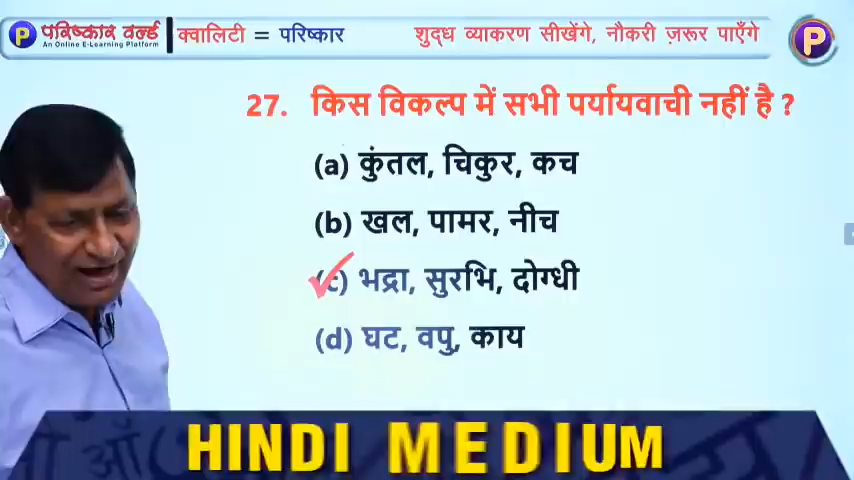 परिष्कार वर्ल्ड
An Online E-Learning Platform
क्वालिटी = परिष्कार
शुद्ध व्याकरण सीखेंगे, नौकरी ज़रूर पाएँगे
P
P
27. किस विकल्प में सभी पर्यायवाची नहीं है ?
(a) कुंतल, चिकुर, कच
(b) खल, पामर, नीच
(c) भद्रा, सुरभि, दोग्धी
(d) घट, वपु, काय
HINDI MEDIUM